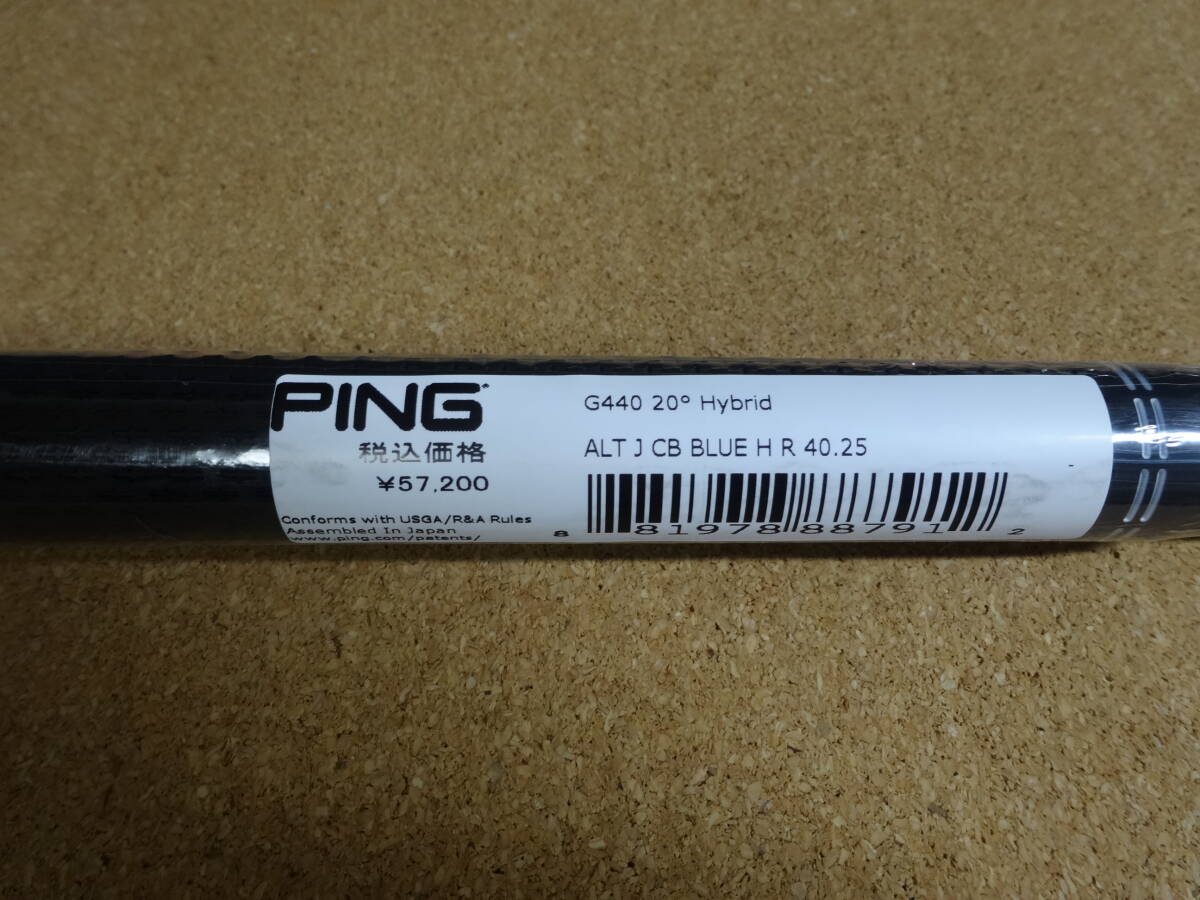 PING
税込価格
¥57,200
Conforms with USGA/R&A Rules
Assembled In Japan
www.ping.com/patents/
G440 20° Hybrid
ALT J CB BLUE H R 40.25
8 81978 88791 2